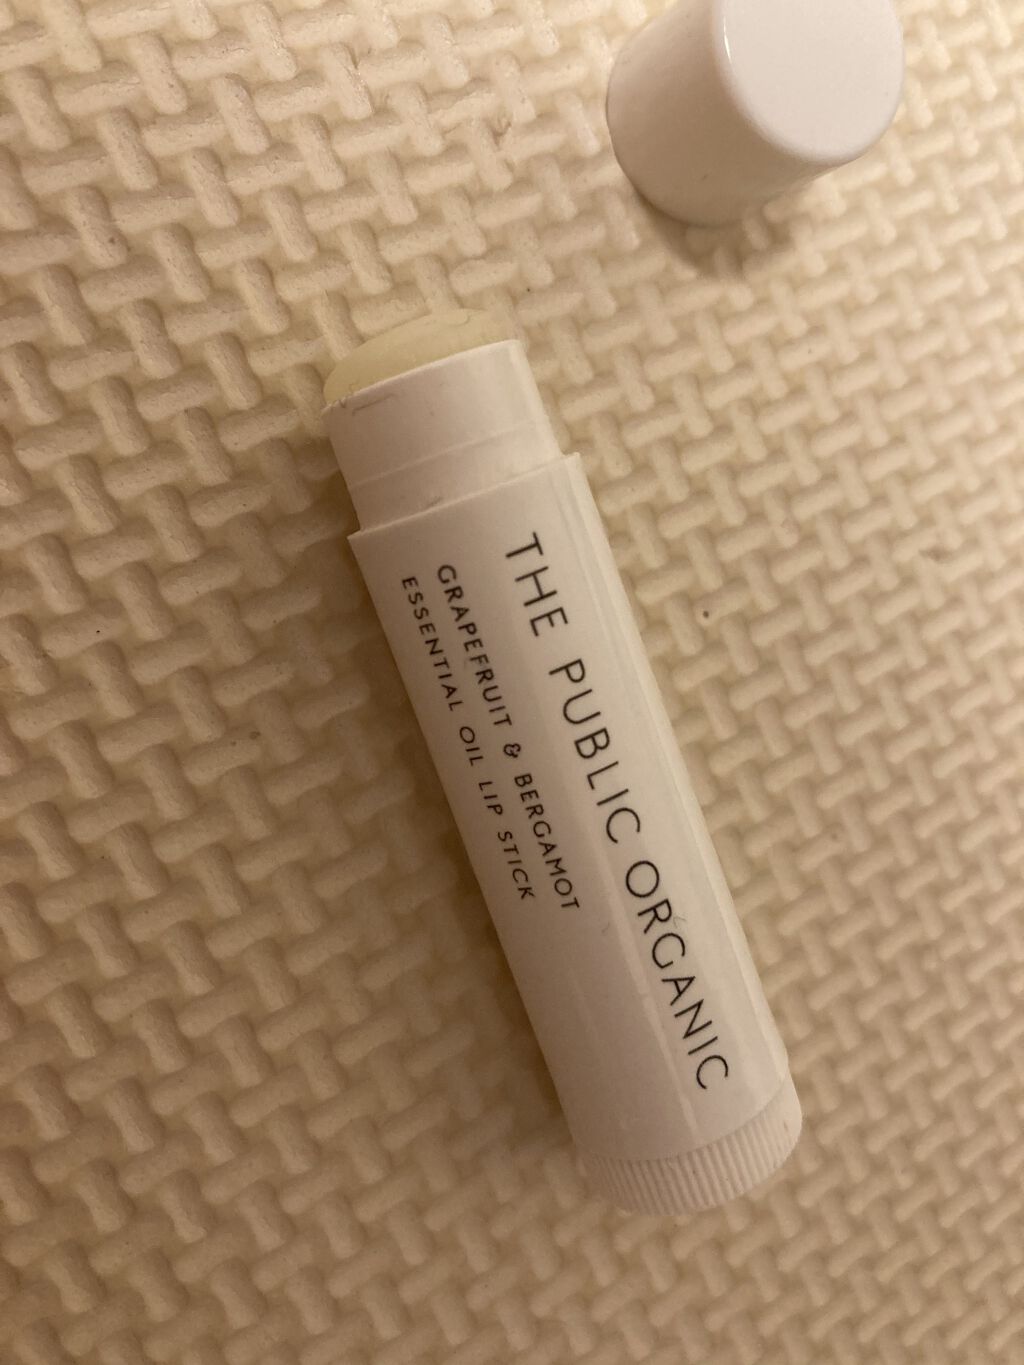 THE PUBLIC ORGANIC
GRAPEFRUIT & BERGAMOT
ESSENTIAL OIL LIP STICK